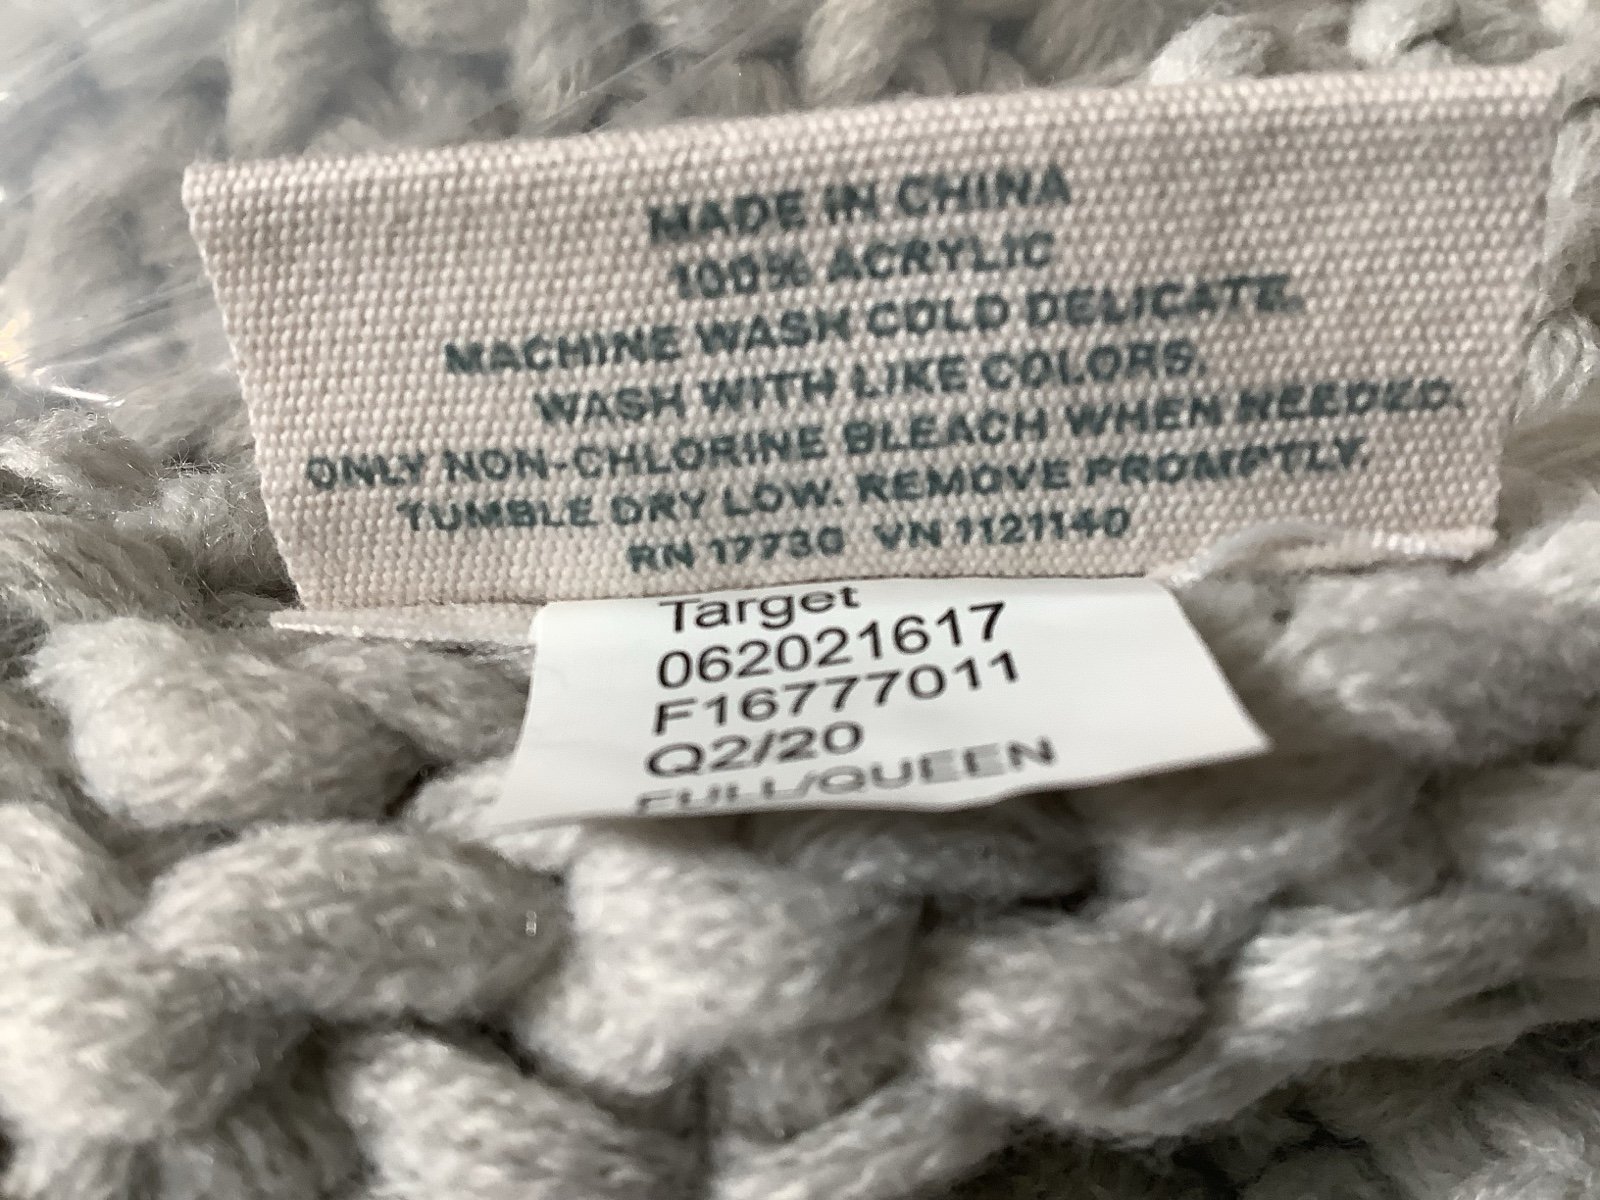 MADE IN CHINA
100% ACRYLIC
MACHINE WASH COLD DELICATE.
WASH WITH LIKE COLORS.
ONLY NON-CHLORINE BLEACH WHEN NEEDED.
TUMBLE DRY LOW. REMOVE PROMPTLY.
RN 17730 VN 1121140
Target
062021617
F16777011
Q2/20
FULL/QUEEN